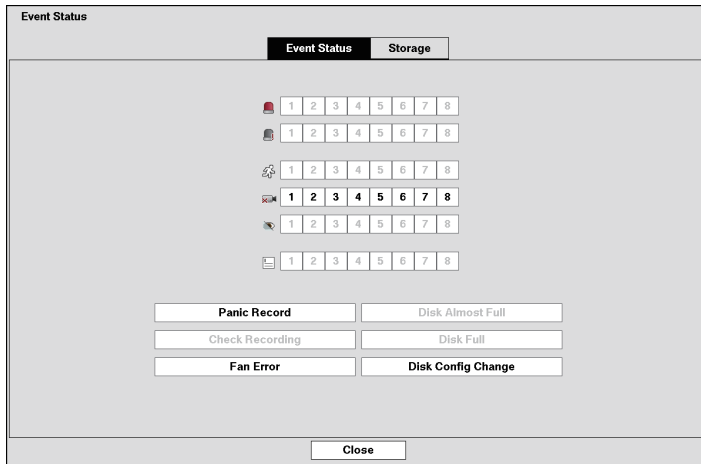 Event Status
Event Status Storage
1 2 3 4 5 6 7 8
1 2 3 4 5 6 7 8
1 2 3 4 5 6 7 8
1 2 3 4 5 6 7 8
1 2 3 4 5 6 7 8
1 2 3 4 5 6 7 8
Panic Record Disk Almost Full
Check Recording Disk Full
Fan Error Disk Config Change
Close